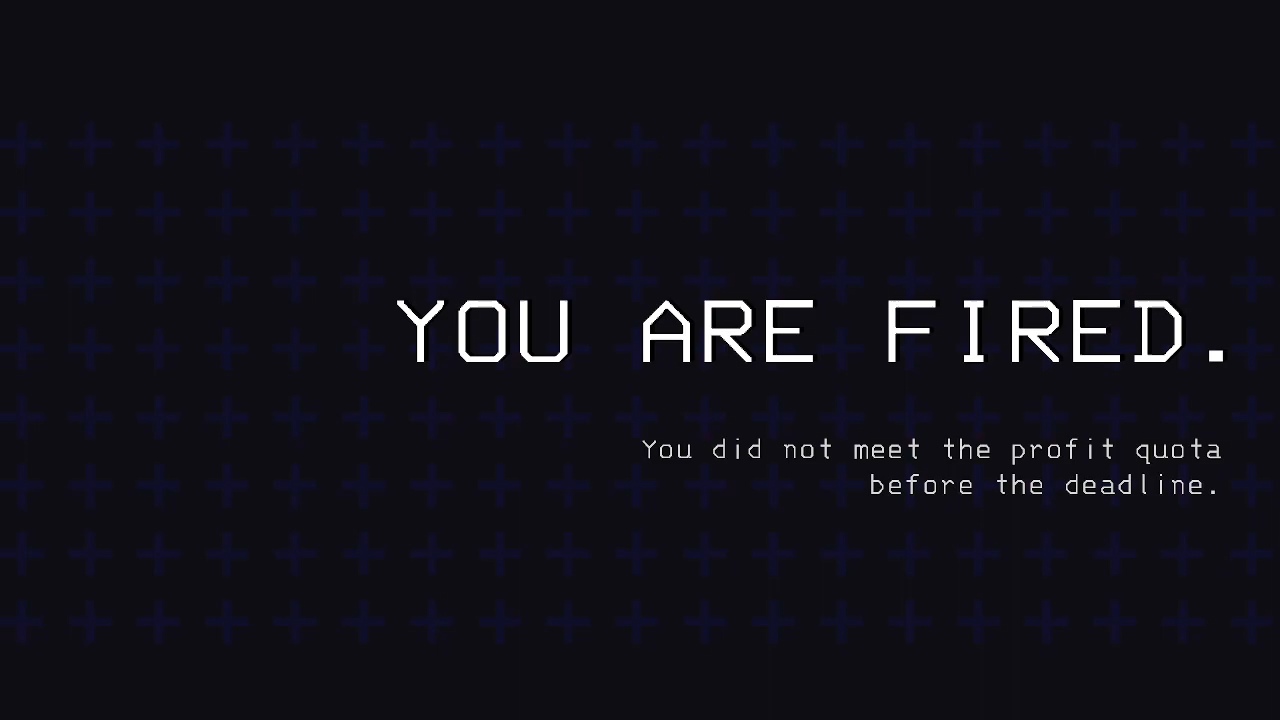 YOU ARE FIRED.
You did not meet the profit quota
before the deadline.